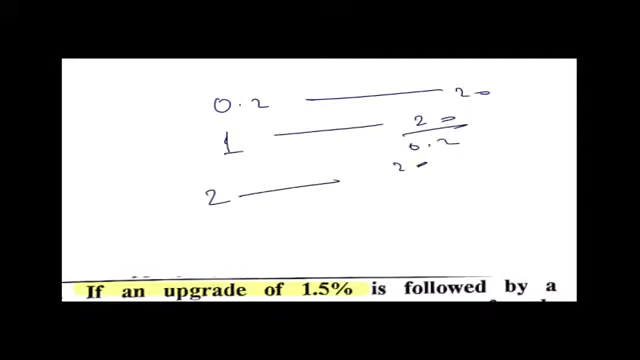 0.2 — 20
1 — 20/0.2
2 — 20
If an upgrade of 1.5% is followed by a